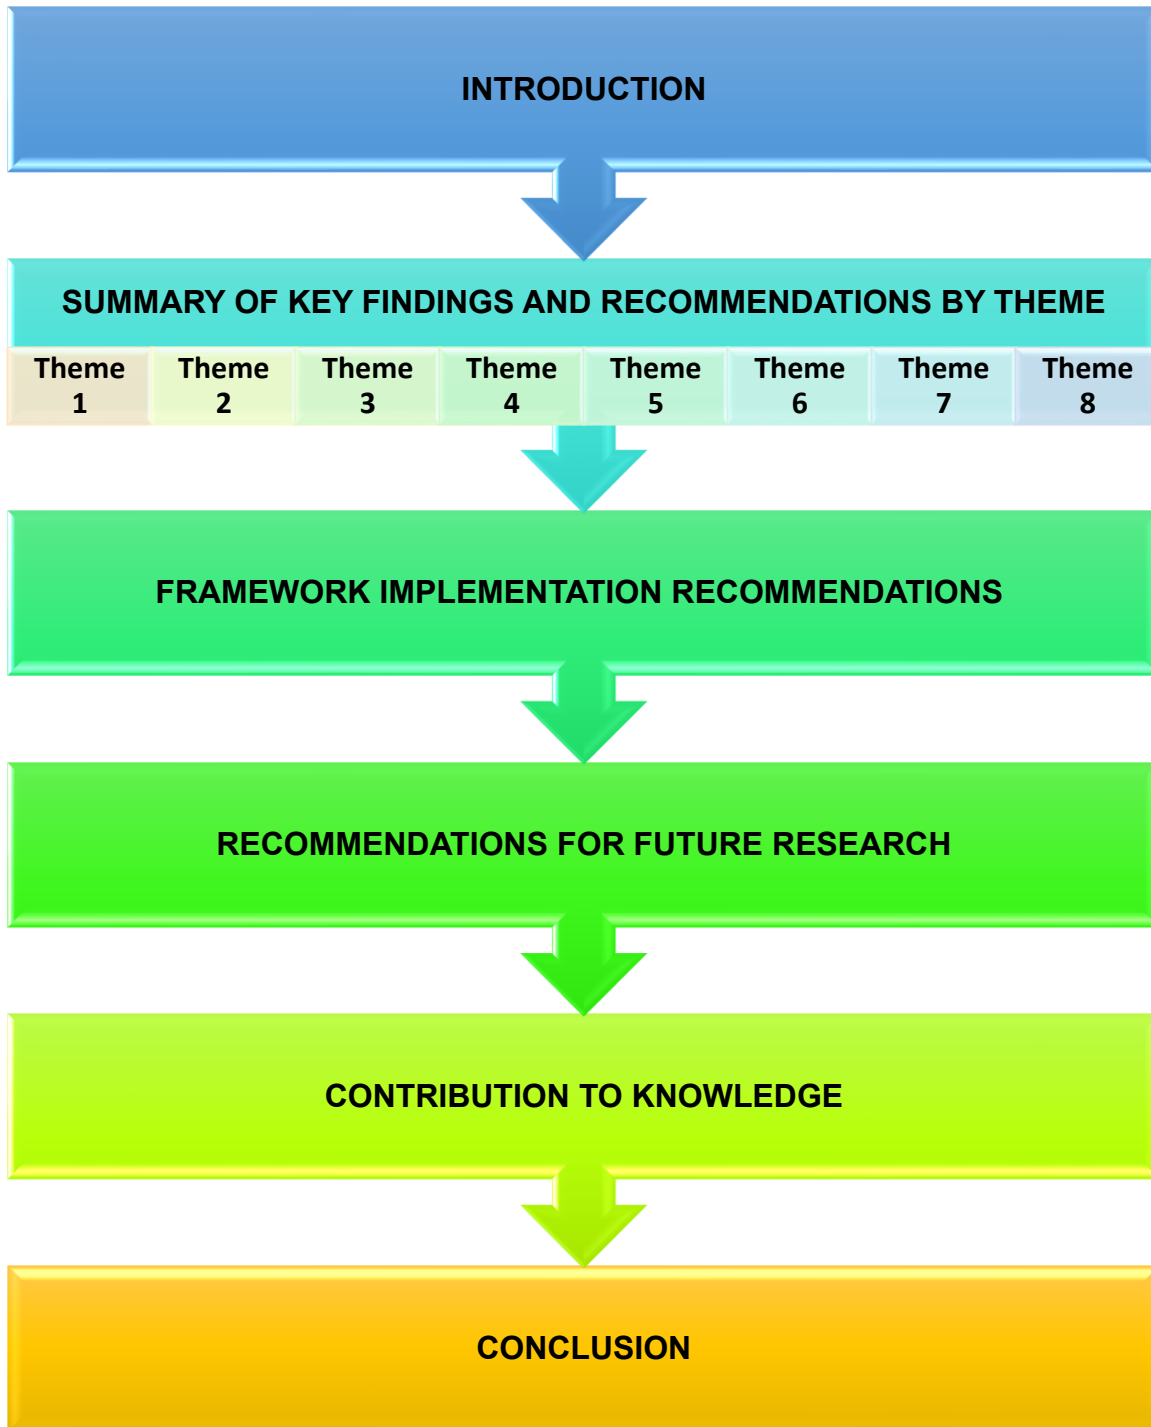 INTRODUCTION
SUMMARY OF KEY FINDINGS AND RECOMMENDATIONS BY THEME
Theme 1
Theme 2
Theme 3
Theme 4
Theme 5
Theme 6
Theme 7
Theme 8
FRAMEWORK IMPLEMENTATION RECOMMENDATIONS
RECOMMENDATIONS FOR FUTURE RESEARCH
CONTRIBUTION TO KNOWLEDGE
CONCLUSION